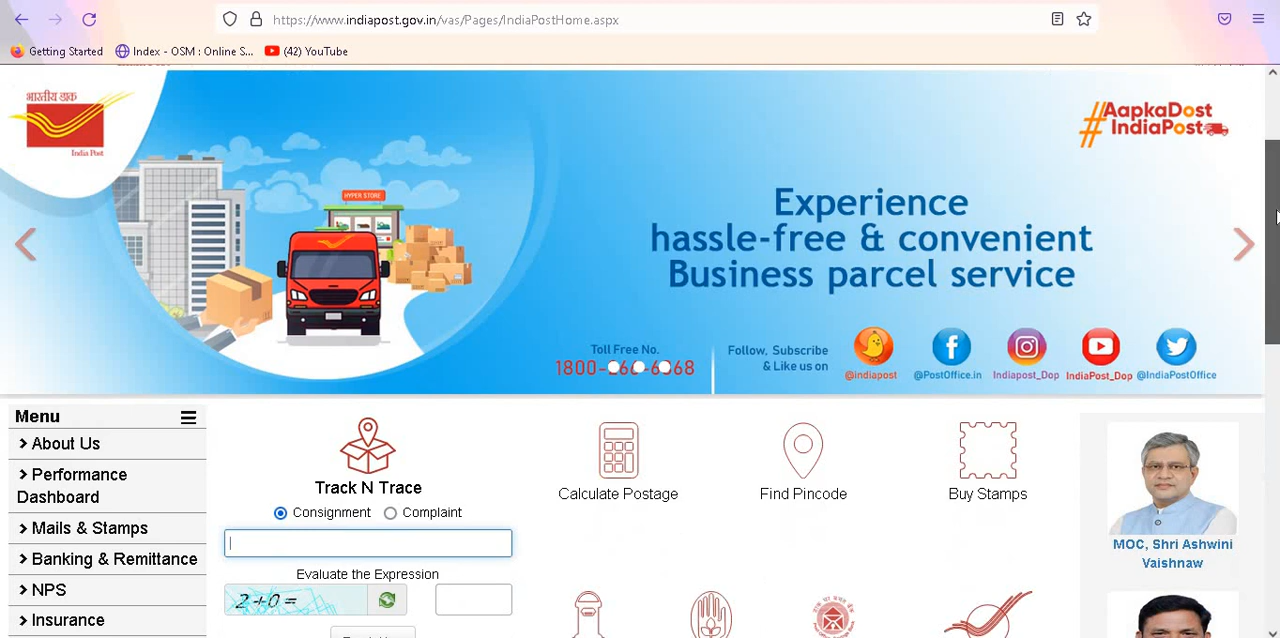 https://www.indiapost.gov.in/vas/Pages/IndiaPostHome.aspx
Getting Started
Index - OSM : Online S...
(42) YouTube
भारतीय डाक
India Post
#AapkaDost
IndiaPost
HYPER STORE
Experience
hassle-free & convenient
Business parcel service
Toll Free No.
Follow, Subscribe
& Like us on
@indiapost
@PostOffice.in
Indiapost_Dop
IndiaPost_Dop
@IndiaPostOffice
Menu
About Us
Performance
Dashboard
Mails & Stamps
Banking & Remittance
NPS
Insurance
Track N Trace
Consignment
Complaint
Evaluate the Expression
2+0=
Calculate Postage
Find Pincode
Buy Stamps
MOC, Shri Ashwini
Vaishnaw